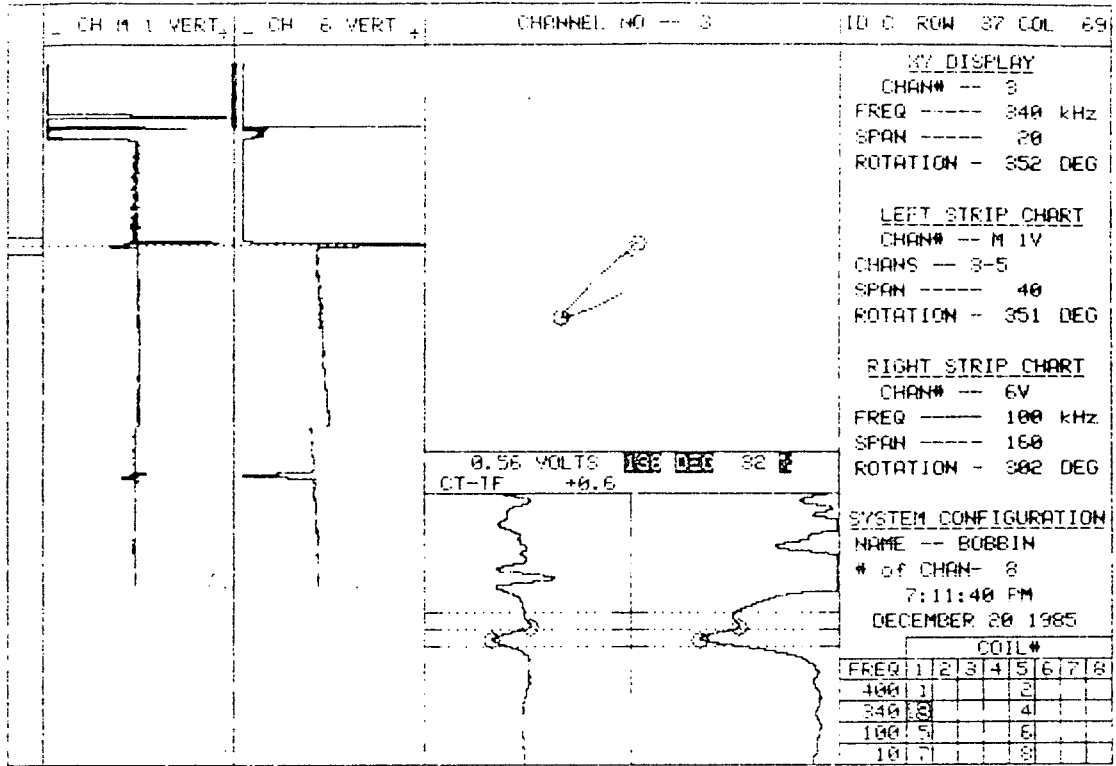 _ CH M 1 VERT +
_ CH 6 VERT +
CHANNEL NO -- 3
ID C ROW 37 COL 69
XY DISPLAY
CHAN# -- 3
FREQ ----- 340 kHz
SPAN ----- 20
ROTATION - 352 DEG
LEFT STRIP CHART
CHAN# -- M 1V
CHANS -- 3-5
SPAN ----- 40
ROTATION - 351 DEG
RIGHT STRIP CHART
CHAN# -- 6V
FREQ ----- 100 kHz
SPAN ----- 160
ROTATION - 302 DEG
0.56 VOLTS DEG 82
+0.6
SYSTEM CONFIGURATION
NAME -- BOBBIN
# of CHAN- 8
7:11:40 PM
DECEMBER 20 1985
COIL#
FREQ 1 2 3 4 5 6 7 8
400 1 2
340 3 4
100 5 6
10 7 8